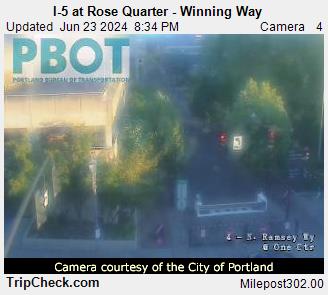 I-5 at Rose Quarter - Winning Way
Updated Jun 23 2024 8:34 PM Camera 4
PBOT
PORTLAND BUREAU OF TRANSPORTATION
4 - N. Ramsey Wy
@ One Ctr
Camera courtesy of the City of Portland
TripCheck.com Milepost302.00